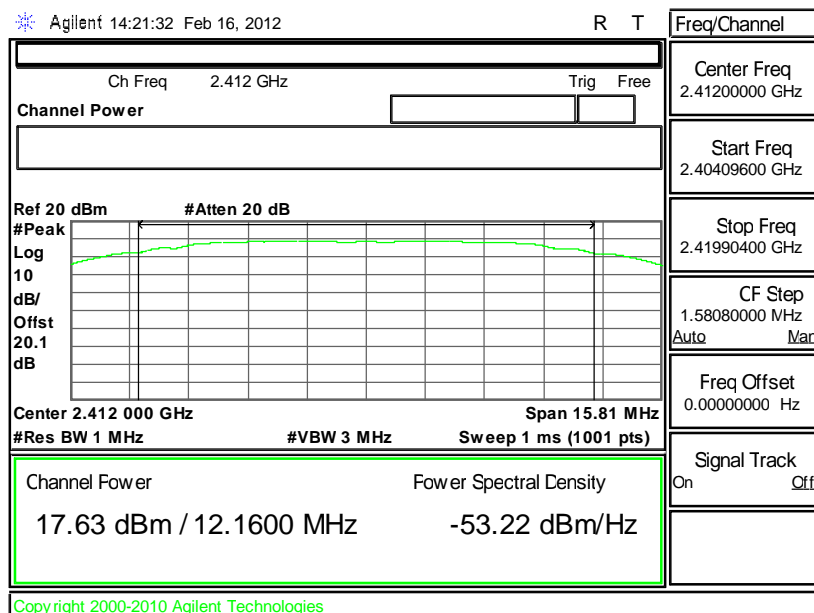 Agilent 14:21:32 Feb 16, 2012 R T
Ch Freq 2.412 GHz Trig Free
Channel Power
Ref 20 dBm #Atten 20 dB
#Peak
Log
10
dB/
Offst
20.1
dB
Center 2.412 000 GHz Span 15.81 MHz
#Res BW 1 MHz #VBW 3 MHz Sweep 1 ms (1001 pts)
Channel Power Power Spectral Density
17.63 dBm / 12.1600 MHz -53.22 dBm/Hz
Copyright 2000-2010 Agilent Technologies
Freq/Channel
Center Freq
2.41200000 GHz
Start Freq
2.40409600 GHz
Stop Freq
2.41990400 GHz
CF Step
1.58080000 MHz
Auto Man
Freq Offset
0.00000000 Hz
Signal Track
On Off